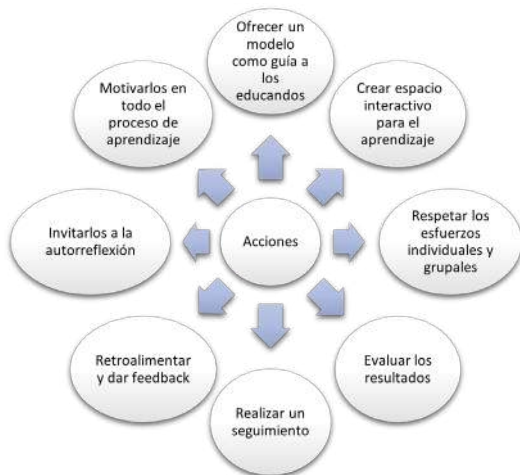 Ofrecer un
modelo
como guía a
los
educandos
Crear espacio
interactivo
para el
aprendizaje
Respetar los
esfuerzos
individuales y
grupales
Evaluar los
resultados
Realizar un
seguimiento
Retroalimentar
y dar feedback
Invitarlos a la
autorreflexión
Motivarlos en
todo el
proceso de
aprendizaje
Acciones